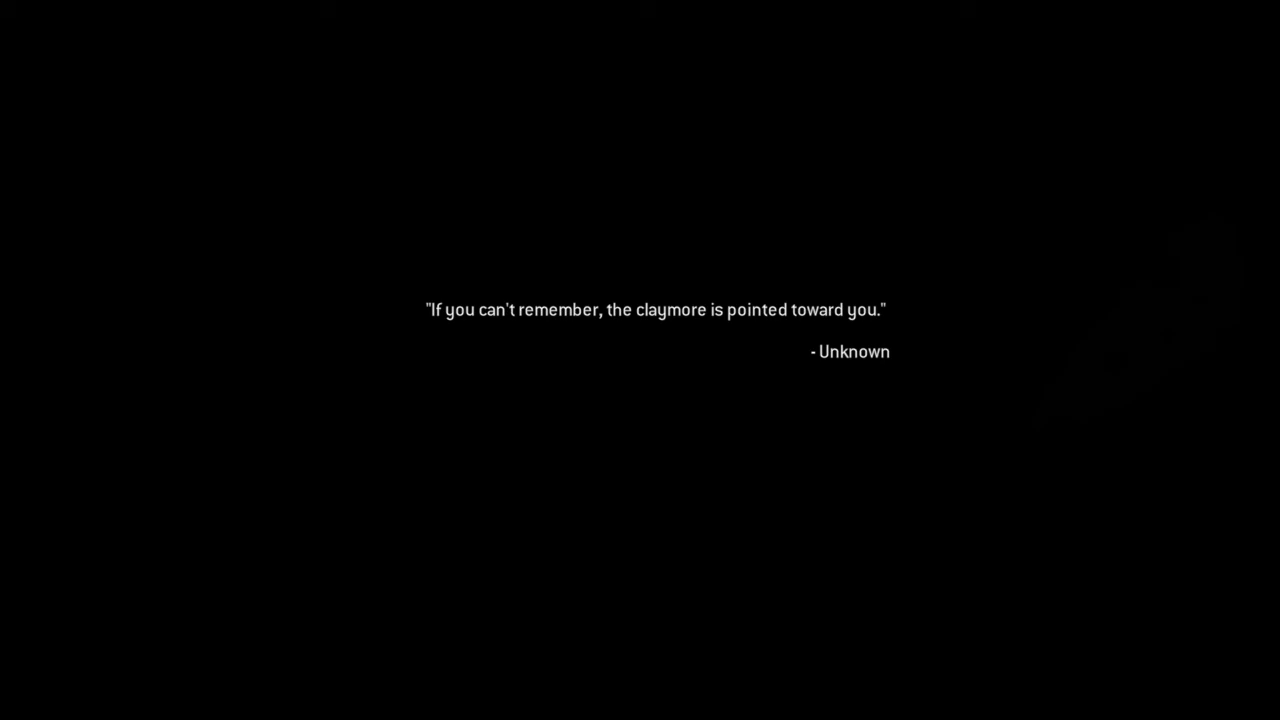 "If you can't remember, the claymore is pointed toward you."
- Unknown